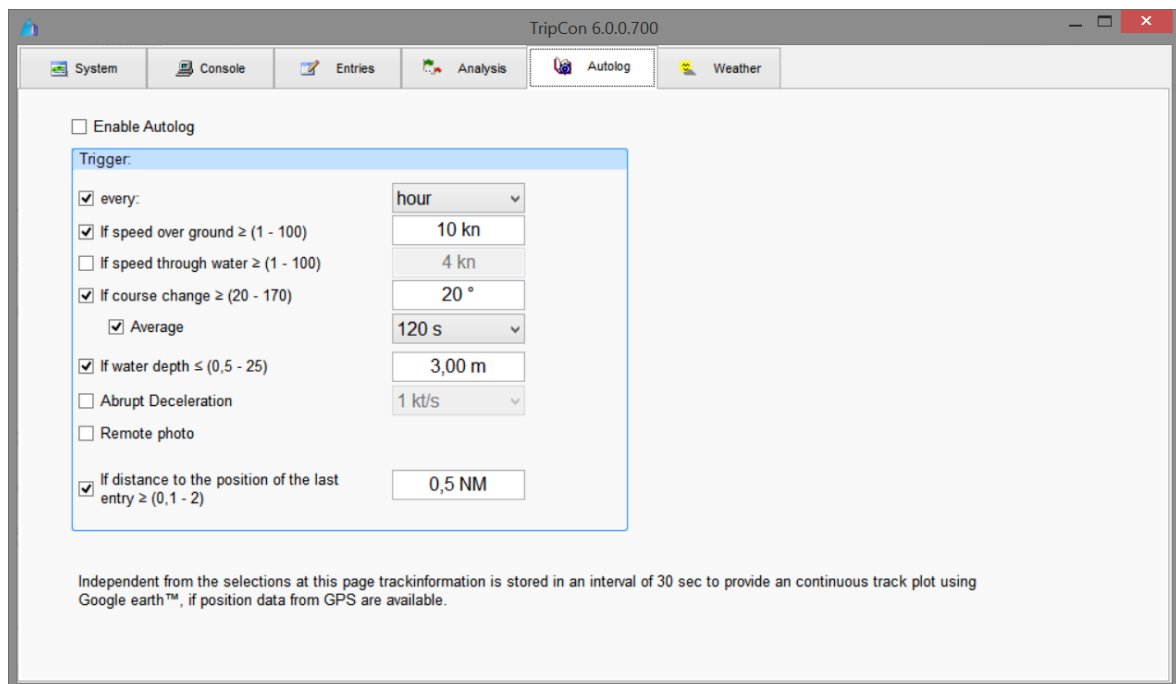 TripCon 6.0.0.700
System Console Entries Analysis Autolog Weather
Enable Autolog
Trigger:
every: hour
If speed over ground ≥ (1 - 100) 10 kn
If speed through water ≥ (1 - 100) 4 kn
If course change ≥ (20 - 170) 20 °
Average 120 s
If water depth ≤ (0,5 - 25) 3,00 m
Abrupt Deceleration 1 kt/s
Remote photo
If distance to the position of the last
entry ≥ (0,1 - 2) 0,5 NM
Independent from the selections at this page trackinformation is stored in an interval of 30 sec to provide an continuous track plot using
Google earth™, if position data from GPS are available.